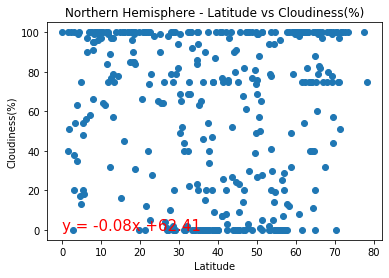 Northern Hemisphere - Latitude vs Cloudiness(%)
100
80
60
40
20
0
Cloudiness(%)
y = -0.08x +62.41
0 10 20 30 40 50 60 70 80
Latitude